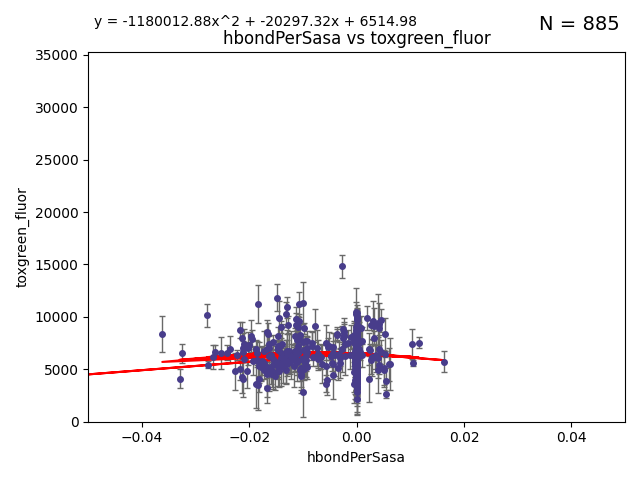 y = -1180012.88x^2 + -20297.32x + 6514.98
N = 885
hbondPerSasa vs toxgreen_fluor
35000
30000
25000
20000
15000
10000
5000
0
toxgreen_fluor
−0.04
−0.02
0.00
0.02
0.04
hbondPerSasa